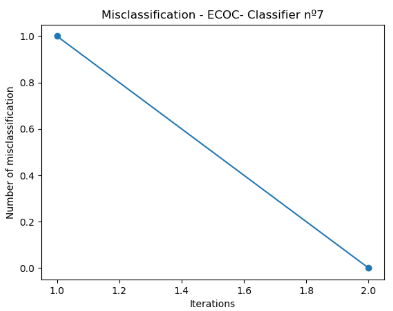 Misclassification - ECOC- Classifier nº7
Number of misclassification
1.0
0.8
0.6
0.4
0.2
0.0
1.0 1.2 1.4 1.6 1.8 2.0
Iterations